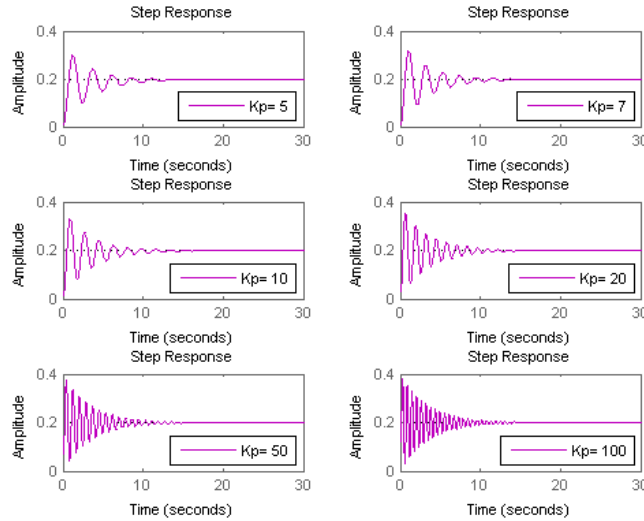 Step Response
Amplitude
0.4
0.2
0
Kp= 5
0 10 20 30
Time (seconds)
Step Response
Amplitude
0.4
0.2
0
Kp= 7
0 10 20 30
Time (seconds)
Step Response
Amplitude
0.4
0.2
0
Kp= 10
0 10 20 30
Time (seconds)
Step Response
Amplitude
0.4
0.2
0
Kp= 20
0 10 20 30
Time (seconds)
Step Response
Amplitude
0.4
0.2
0
Kp= 50
0 10 20 30
Time (seconds)
Step Response
Amplitude
0.4
0.2
0
Kp= 100
0 10 20 30
Time (seconds)